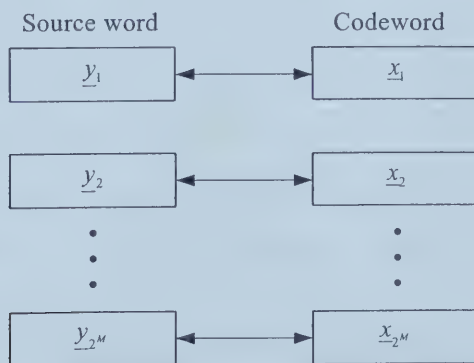 Source word Codeword
y₁ x₁
y₂ x₂
y₂ᴹ x₂ᴹ